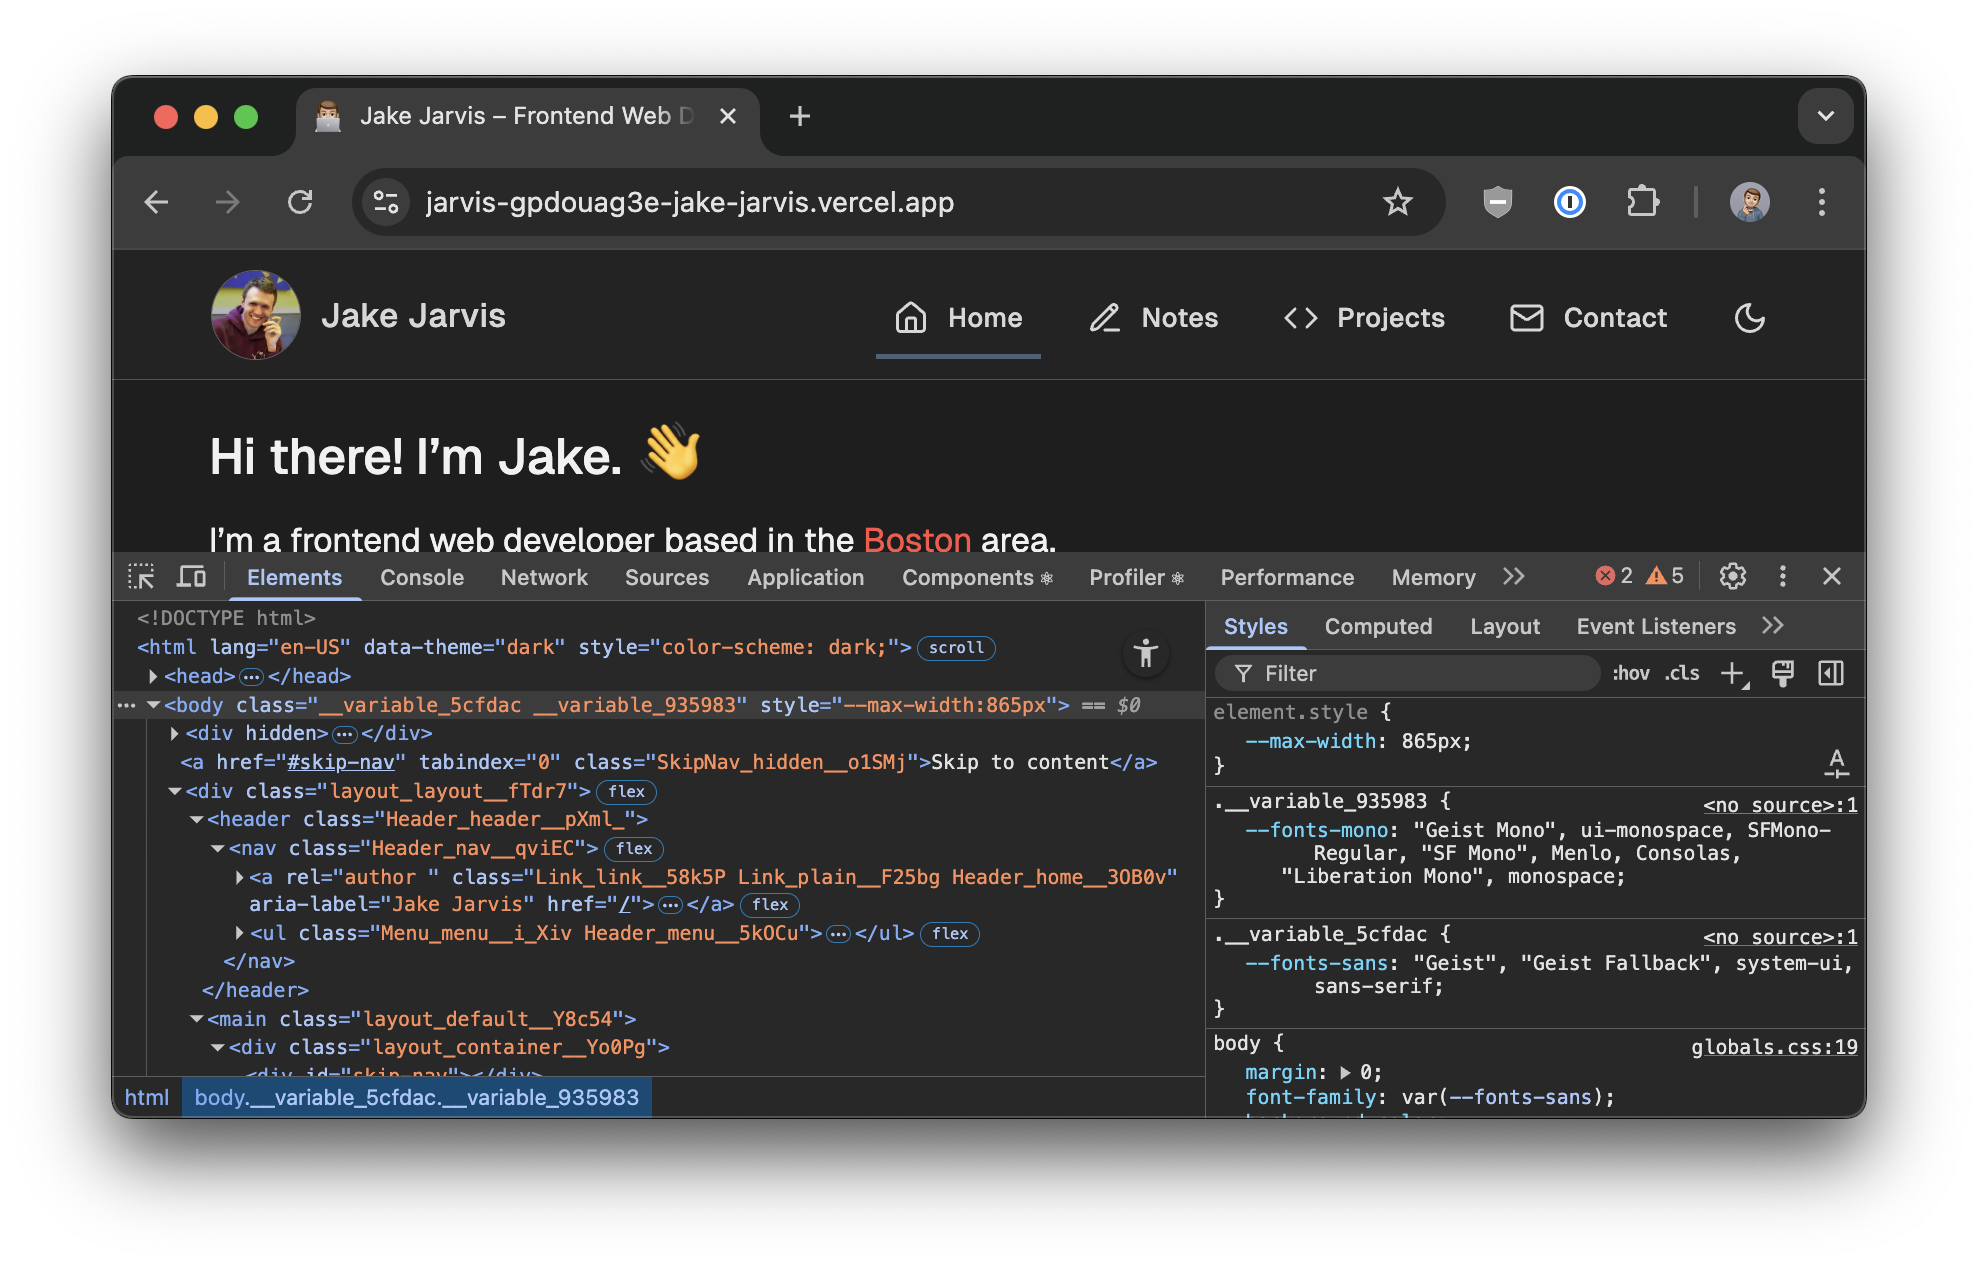 Jake Jarvis – Frontend Web D
jarvis-gpdouag3e-jake-jarvis.vercel.app
Jake Jarvis
Home
Notes
Projects
Contact
Hi there! I’m Jake. 👋
I’m a frontend web developer based in the Boston area.
Elements
Console
Network
Sources
Application
Components ⚛
Profiler ⚛
Performance
Memory
2
5
<!DOCTYPE html>
<html lang="en-US" data-theme="dark" style="color-scheme: dark;"> scroll
<head> ⋯ </head>
<body class="__variable_5cfdac __variable_935983" style="--max-width:865px"> == $0
<div hidden> ⋯ </div>
<a href="#skip-nav" tabindex="0" class="SkipNav_hidden__o1SMj">Skip to content</a>
<div class="layout_layout__fTdr7"> flex
<header class="Header_header__pXml_">
<nav class="Header_nav__qviEC"> flex
<a rel="author " class="Link_link__58k5P Link_plain__F25bg Header_home__3OB0v"
aria-label="Jake Jarvis" href="/"> ⋯ </a> flex
<ul class="Menu_menu__i_Xiv Header_menu__5kOCu"> ⋯ </ul> flex
</nav>
</header>
<main class="layout_default__Y8c54">
<div class="layout_container__Yo0Pg">
<div id="skip-nav"></div>
html
body.__variable_5cfdac.__variable_935983
Styles
Computed
Layout
Event Listeners
Filter
:hov
.cls
element.style {
--max-width: 865px;
}
.__variable_935983 {
<no source>:1
--fonts-mono: "Geist Mono", ui-monospace, SFMono-
Regular, "SF Mono", Menlo, Consolas,
"Liberation Mono", monospace;
}
.__variable_5cfdac {
<no source>:1
--fonts-sans: "Geist", "Geist Fallback", system-ui,
sans-serif;
}
body {
globals.css:19
margin: 0;
font-family: var(--fonts-sans);